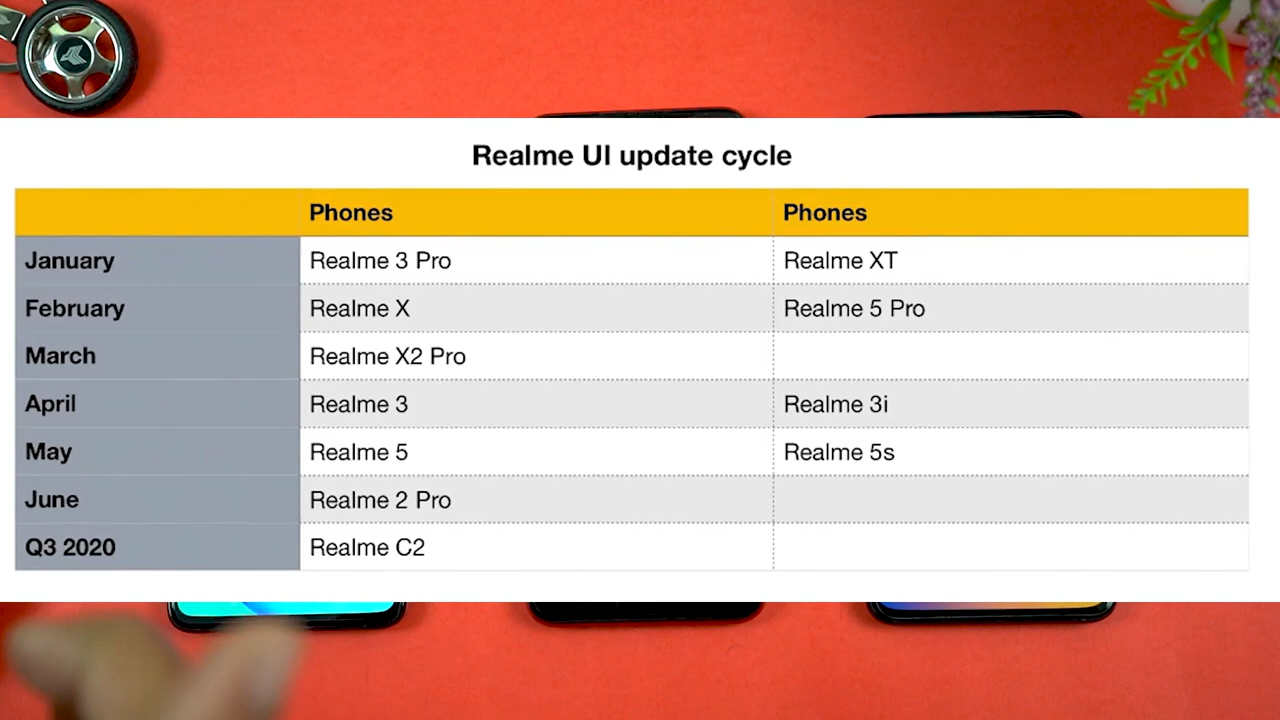 Realme UI update cycle
Phones Phones
January Realme 3 Pro Realme XT
February Realme X Realme 5 Pro
March Realme X2 Pro
April Realme 3 Realme 3i
May Realme 5 Realme 5s
June Realme 2 Pro
Q3 2020 Realme C2